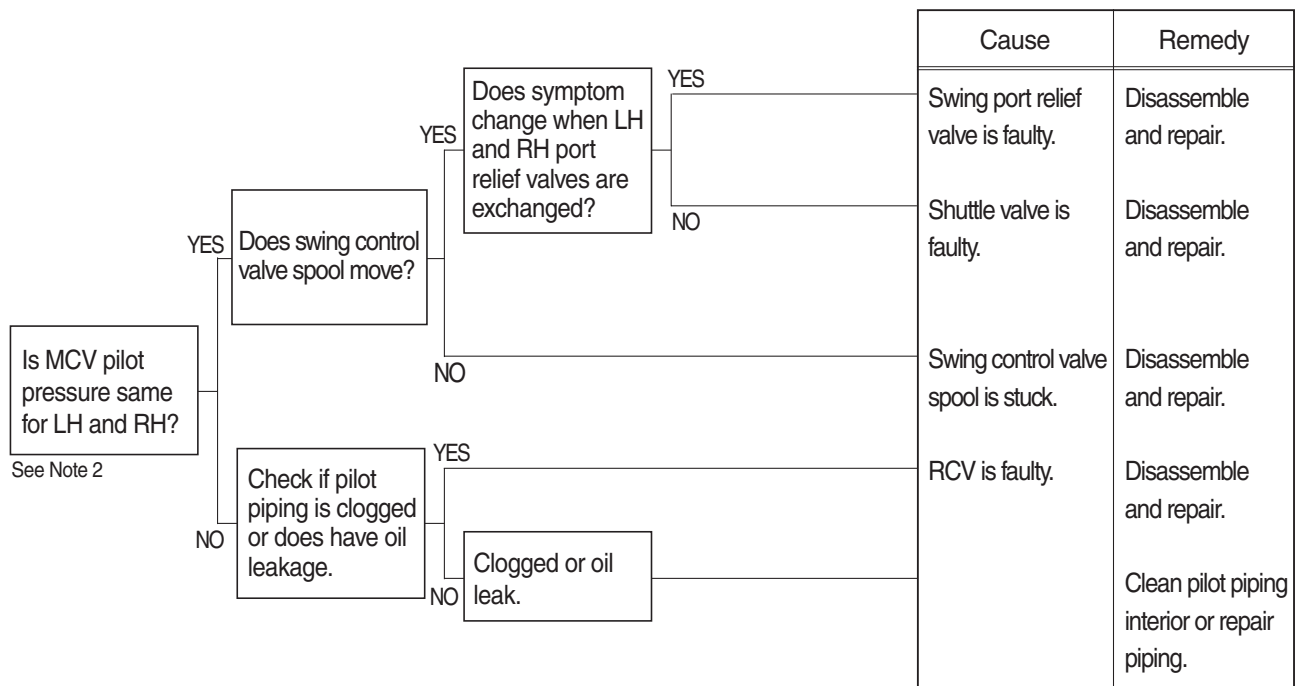 Cause
Remedy
YES
Does symptom
change when LH
and RH port
relief valves are
exchanged?
YES
Swing port relief
valve is faulty.
Disassemble
and repair.
NO
Shuttle valve is
faulty.
Disassemble
and repair.
YES
Does swing control
valve spool move?
NO
Swing control valve
spool is stuck.
Disassemble
and repair.
Is MCV pilot
pressure same
for LH and RH?
See Note 2
NO
Check if pilot
piping is clogged
or does have oil
leakage.
YES
RCV is faulty.
Disassemble
and repair.
NO
Clogged or oil
leak.
Clean pilot piping
interior or repair
piping.